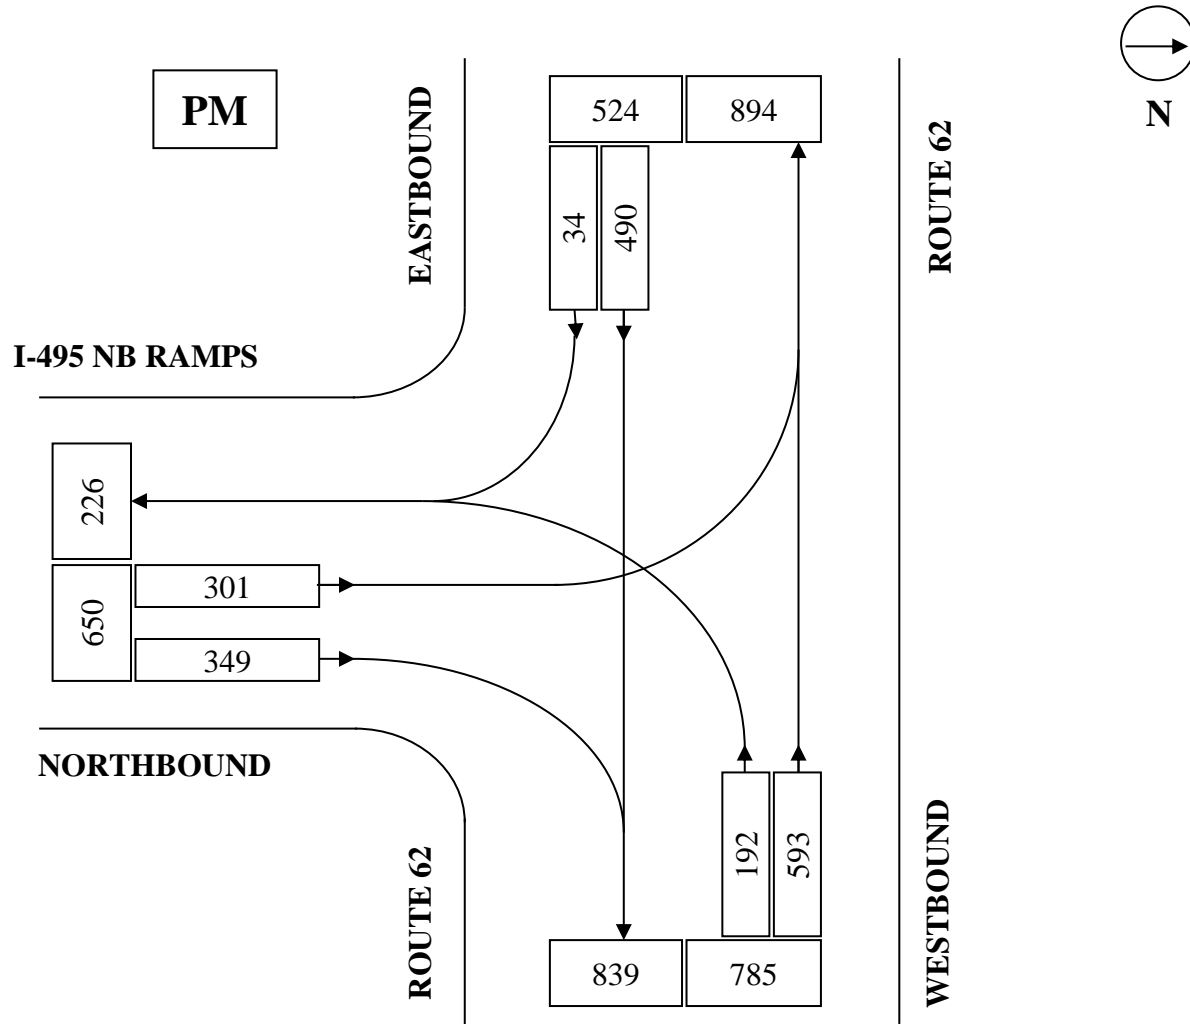 PM
524
894
N
EASTBOUND
ROUTE 62
34
490
I-495 NB RAMPS
226
301
650
349
NORTHBOUND
ROUTE 62
192
593
WESTBOUND
839
785